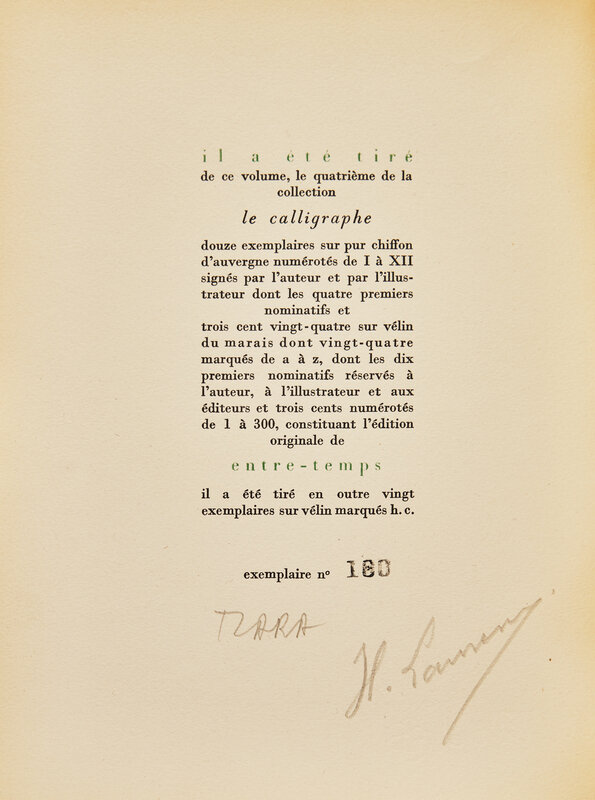 il a été tiré
de ce volume, le quatrième de la
collection
le calligraphe
douze exemplaires sur pur chiffon
d'auvergne numérotés de I à XII
signés par l'auteur et par l'illus-
trateur dont les quatre premiers
nominatifs et
trois cent vingt-quatre sur vélin
du marais dont vingt-quatre
marqués de a à z, dont les dix
premiers nominatifs réservés à
l'auteur, à l'illustrateur et aux
éditeurs et trois cents numérotés
de 1 à 300, constituant l'édition
originale de
entre-temps
il a été tiré en outre vingt
exemplaires sur vélin marqués h. c.
exemplaire nº 160
TZARA
H. Laurens